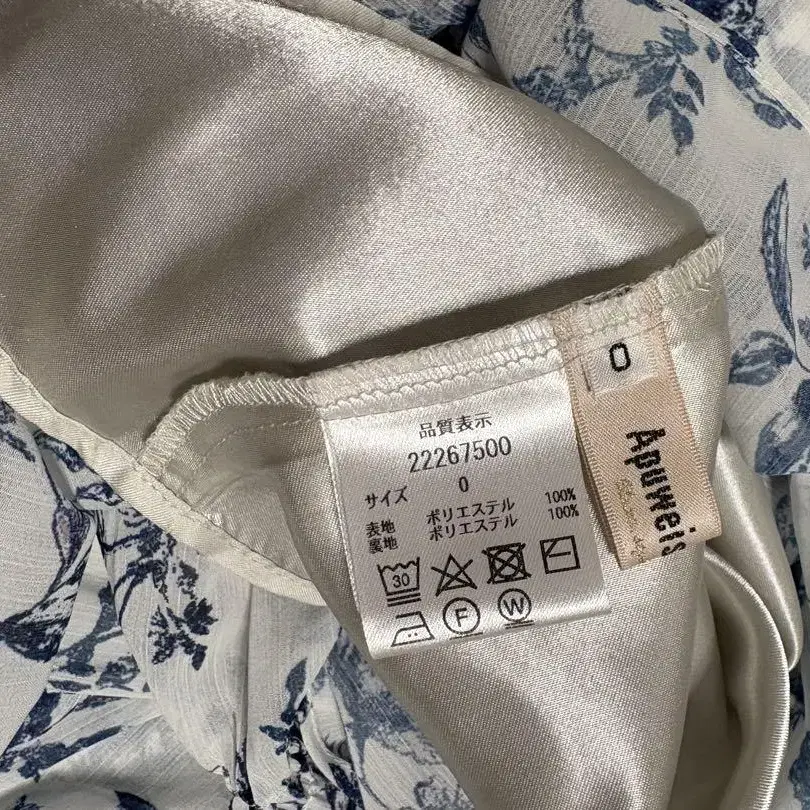 品質表示
22267500
サイズ 0
表地 ポリエステル 100%
裏地 ポリエステル 100%
30
F
W
0
Apuweis